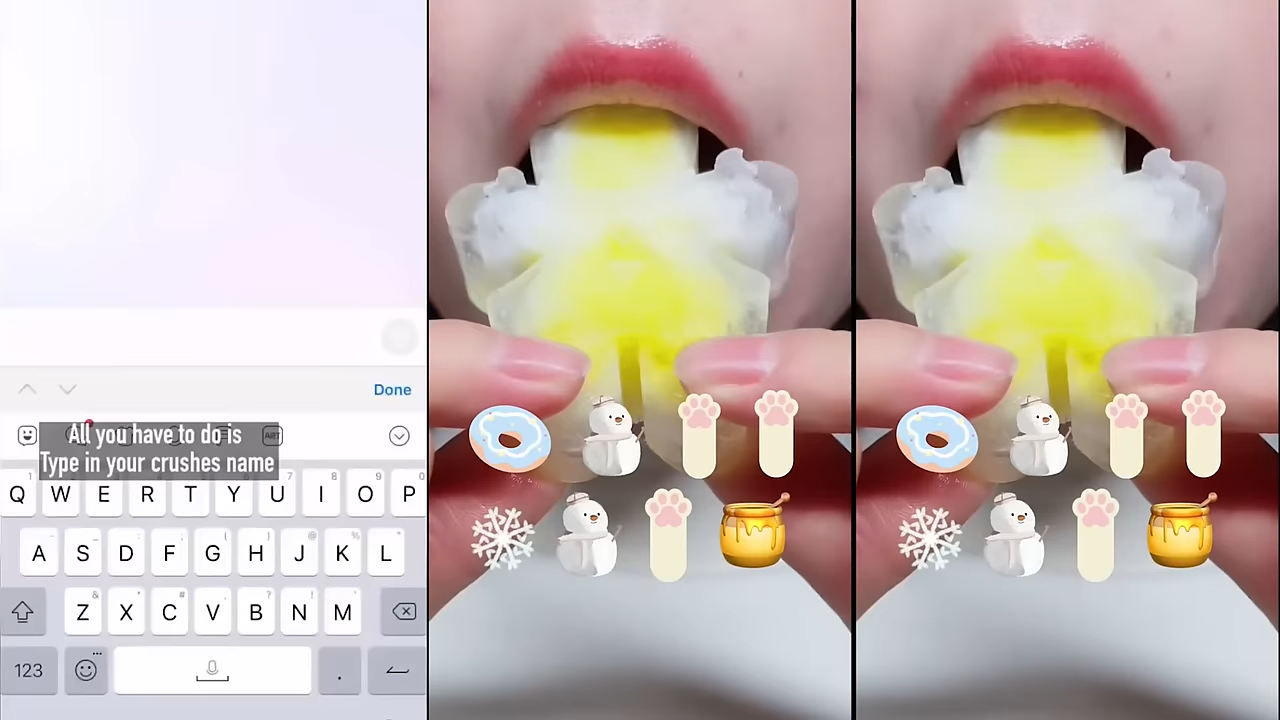 Done
All you have to do is
Type in your crushes name
Q W E R T Y U I O P
A S D F G H J K L
Z X C V B N M
123 .